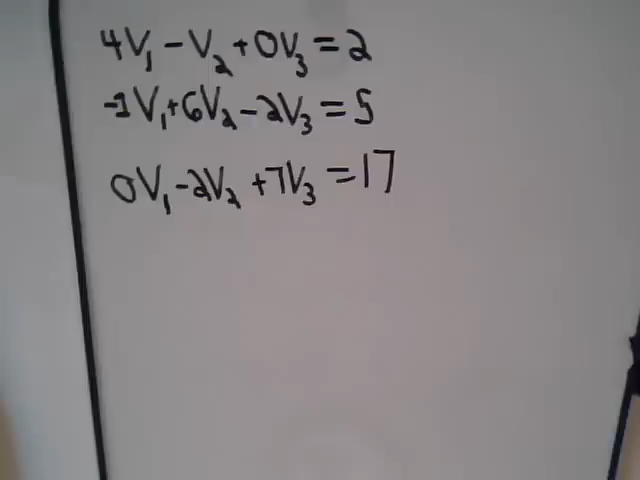 4V₁ - V₂ + 0V₃ = 2
-1V₁ + 6V₂ - 2V₃ = 5
0V₁ - 2V₂ + 7V₃ = 17